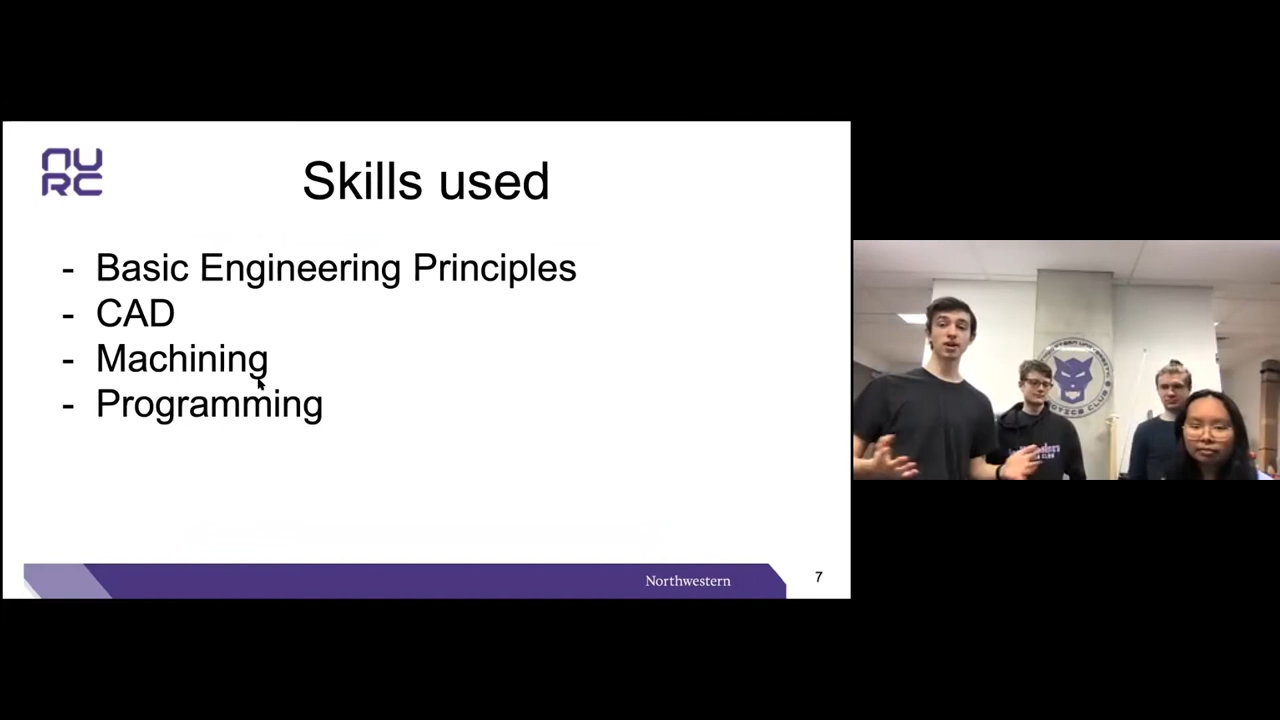 NU
RC
Skills used
- Basic Engineering Principles
- CAD
- Machining
- Programming
Northwestern
7